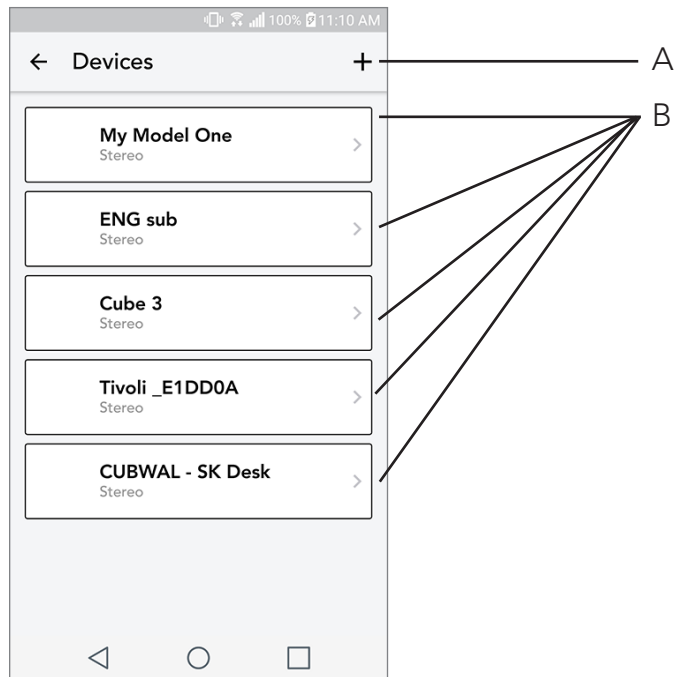 100% 11:10 AM
Devices
A
B
My Model One
Stereo
ENG sub
Stereo
Cube 3
Stereo
Tivoli _E1DD0A
Stereo
CUBWAL - SK Desk
Stereo